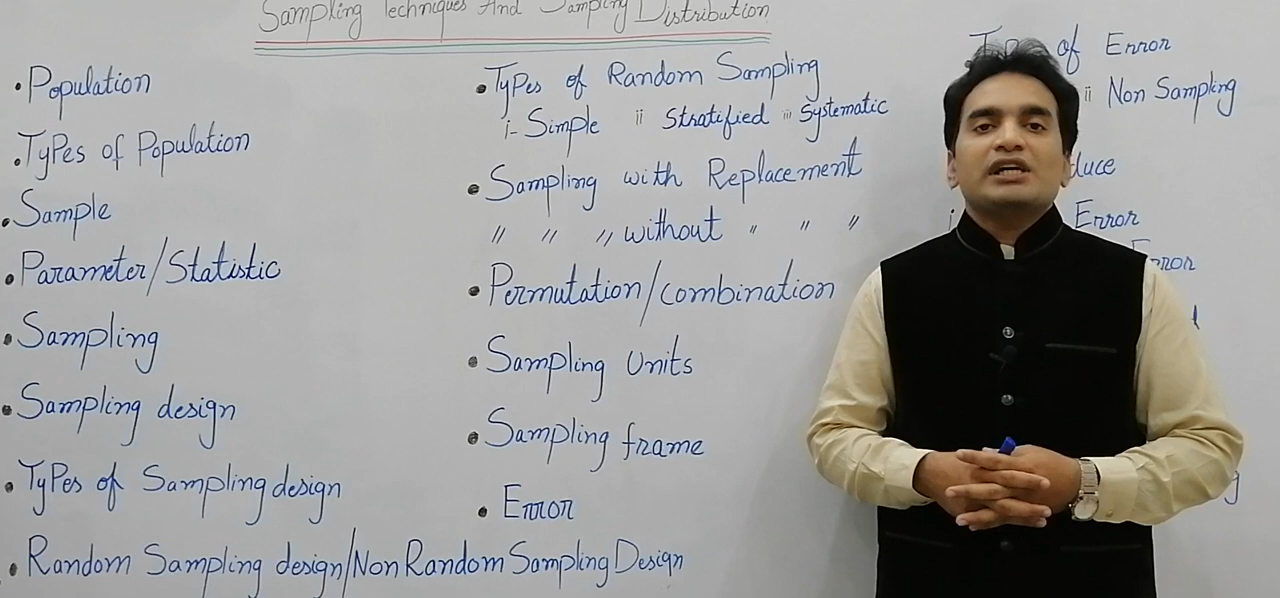 Sampling Techniques And Sampling Distribution
• Population
• Types of Population
• Sample
• Parameter/Statistic
• Sampling
• Sampling design
• Types of Sampling design
• Random Sampling design/Non Random Sampling Design
• Types of Random Sampling
i- Simple ii Stratified iii Systematic
• Sampling with Replacement
〃 〃 〃 without 〃 〃 〃
• Permutation/combination
• Sampling Units
• Sampling frame
• Error
of Error
ii Non Sampling
Error